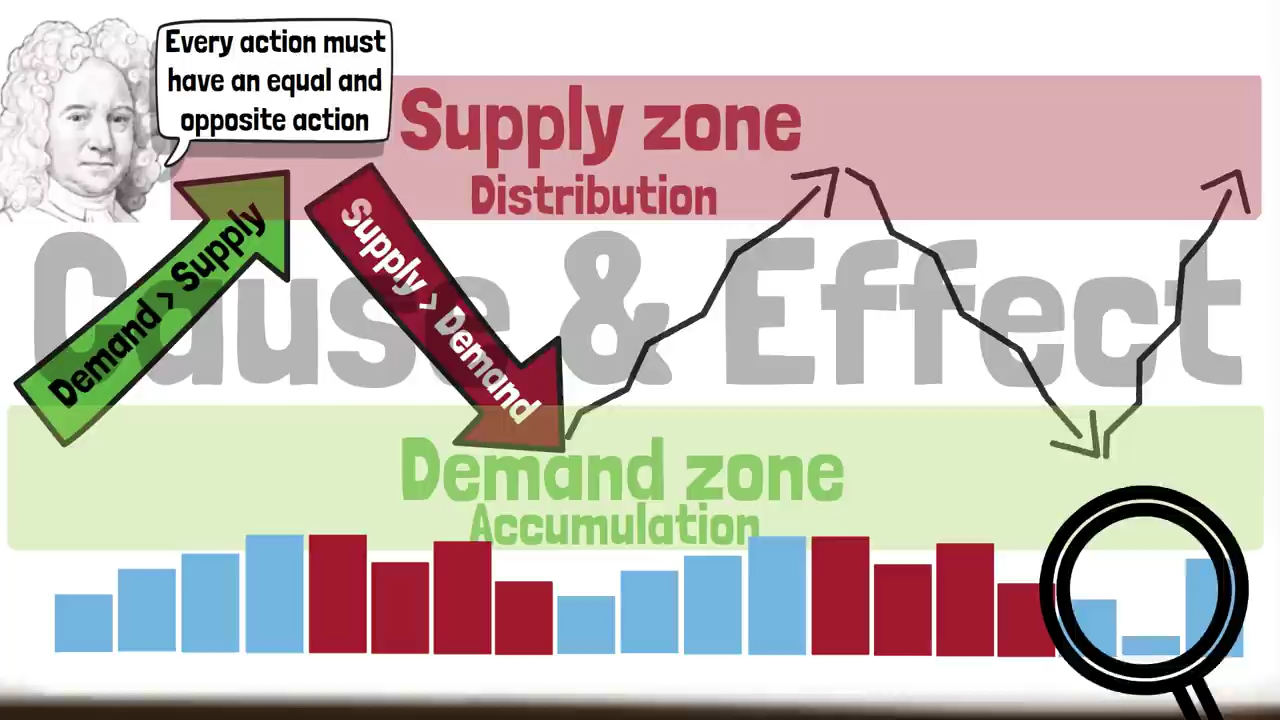 Every action must
have an equal and
opposite action
Supply zone
Distribution
Demand > Supply
Supply > Demand
Cause & Effect
Demand zone
Accumulation